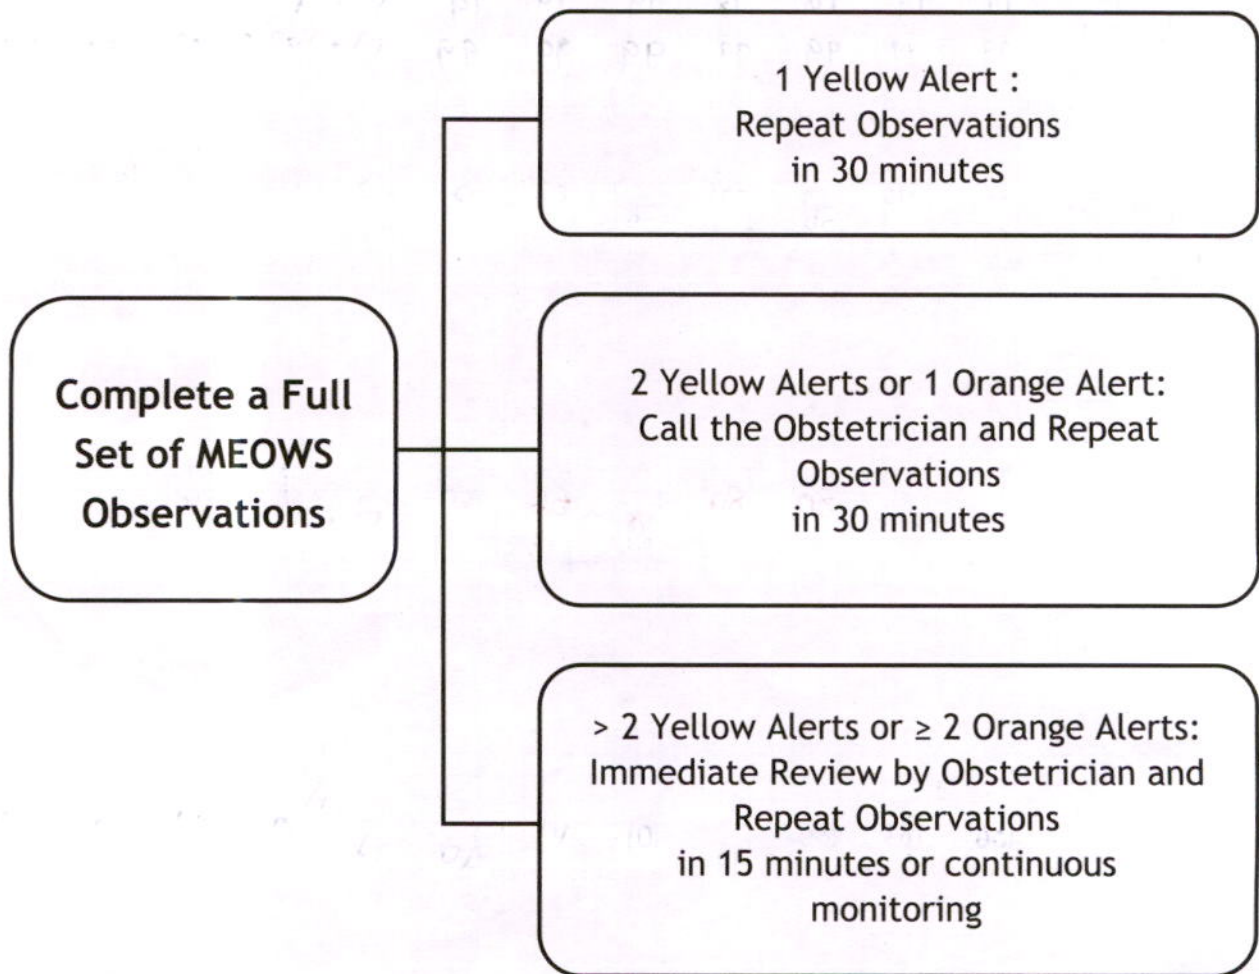 1 Yellow Alert :
Repeat Observations
in 30 minutes
Complete a Full
Set of MEOWS
Observations
2 Yellow Alerts or 1 Orange Alert:
Call the Obstetrician and Repeat
Observations
in 30 minutes
> 2 Yellow Alerts or ≥ 2 Orange Alerts:
Immediate Review by Obstetrician and
Repeat Observations
in 15 minutes or continuous
monitoring